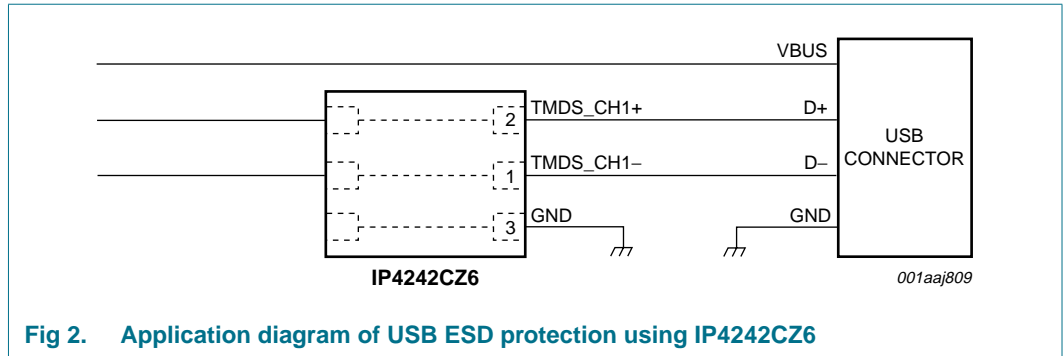 VBUS
TMDS_CH1+ D+
2
USB
CONNECTOR
TMDS_CH1− D−
1
GND GND
3
IP4242CZ6
001aaj809
Fig 2. Application diagram of USB ESD protection using IP4242CZ6